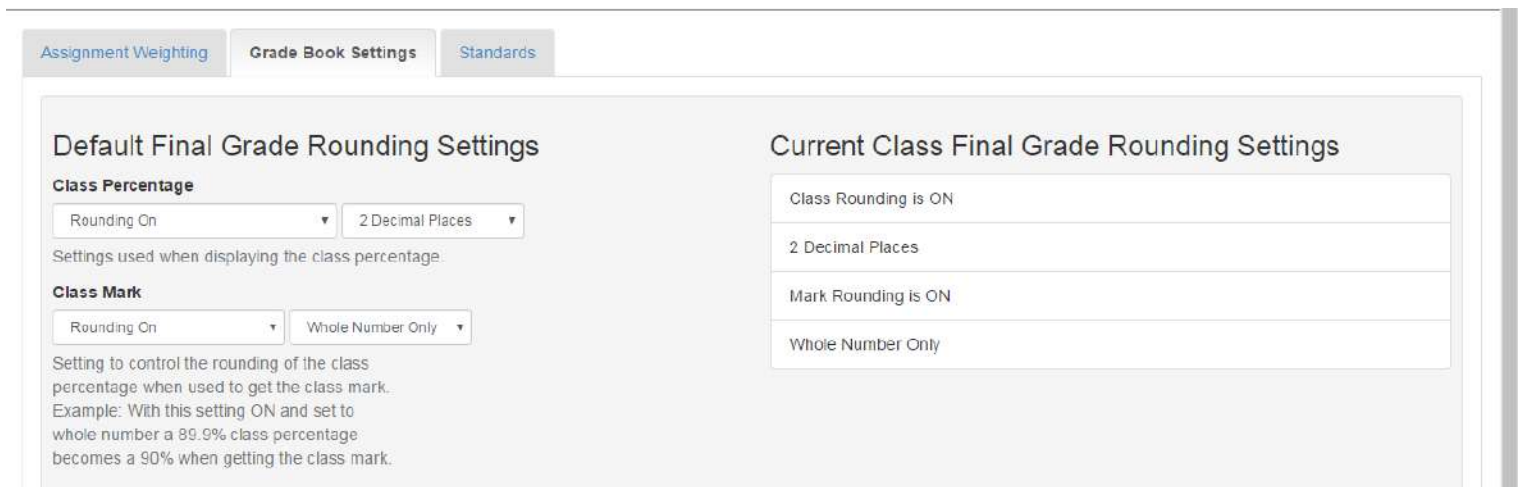 Assignment Weighting
Grade Book Settings
Standards
Default Final Grade Rounding Settings
Class Percentage
Rounding On
2 Decimal Places
Settings used when displaying the class percentage.
Class Mark
Rounding On
Whole Number Only
Setting to control the rounding of the class
percentage when used to get the class mark.
Example: With this setting ON and set to
whole number a 89.9% class percentage
becomes a 90% when getting the class mark.
Current Class Final Grade Rounding Settings
Class Rounding is ON
2 Decimal Places
Mark Rounding is ON
Whole Number Only